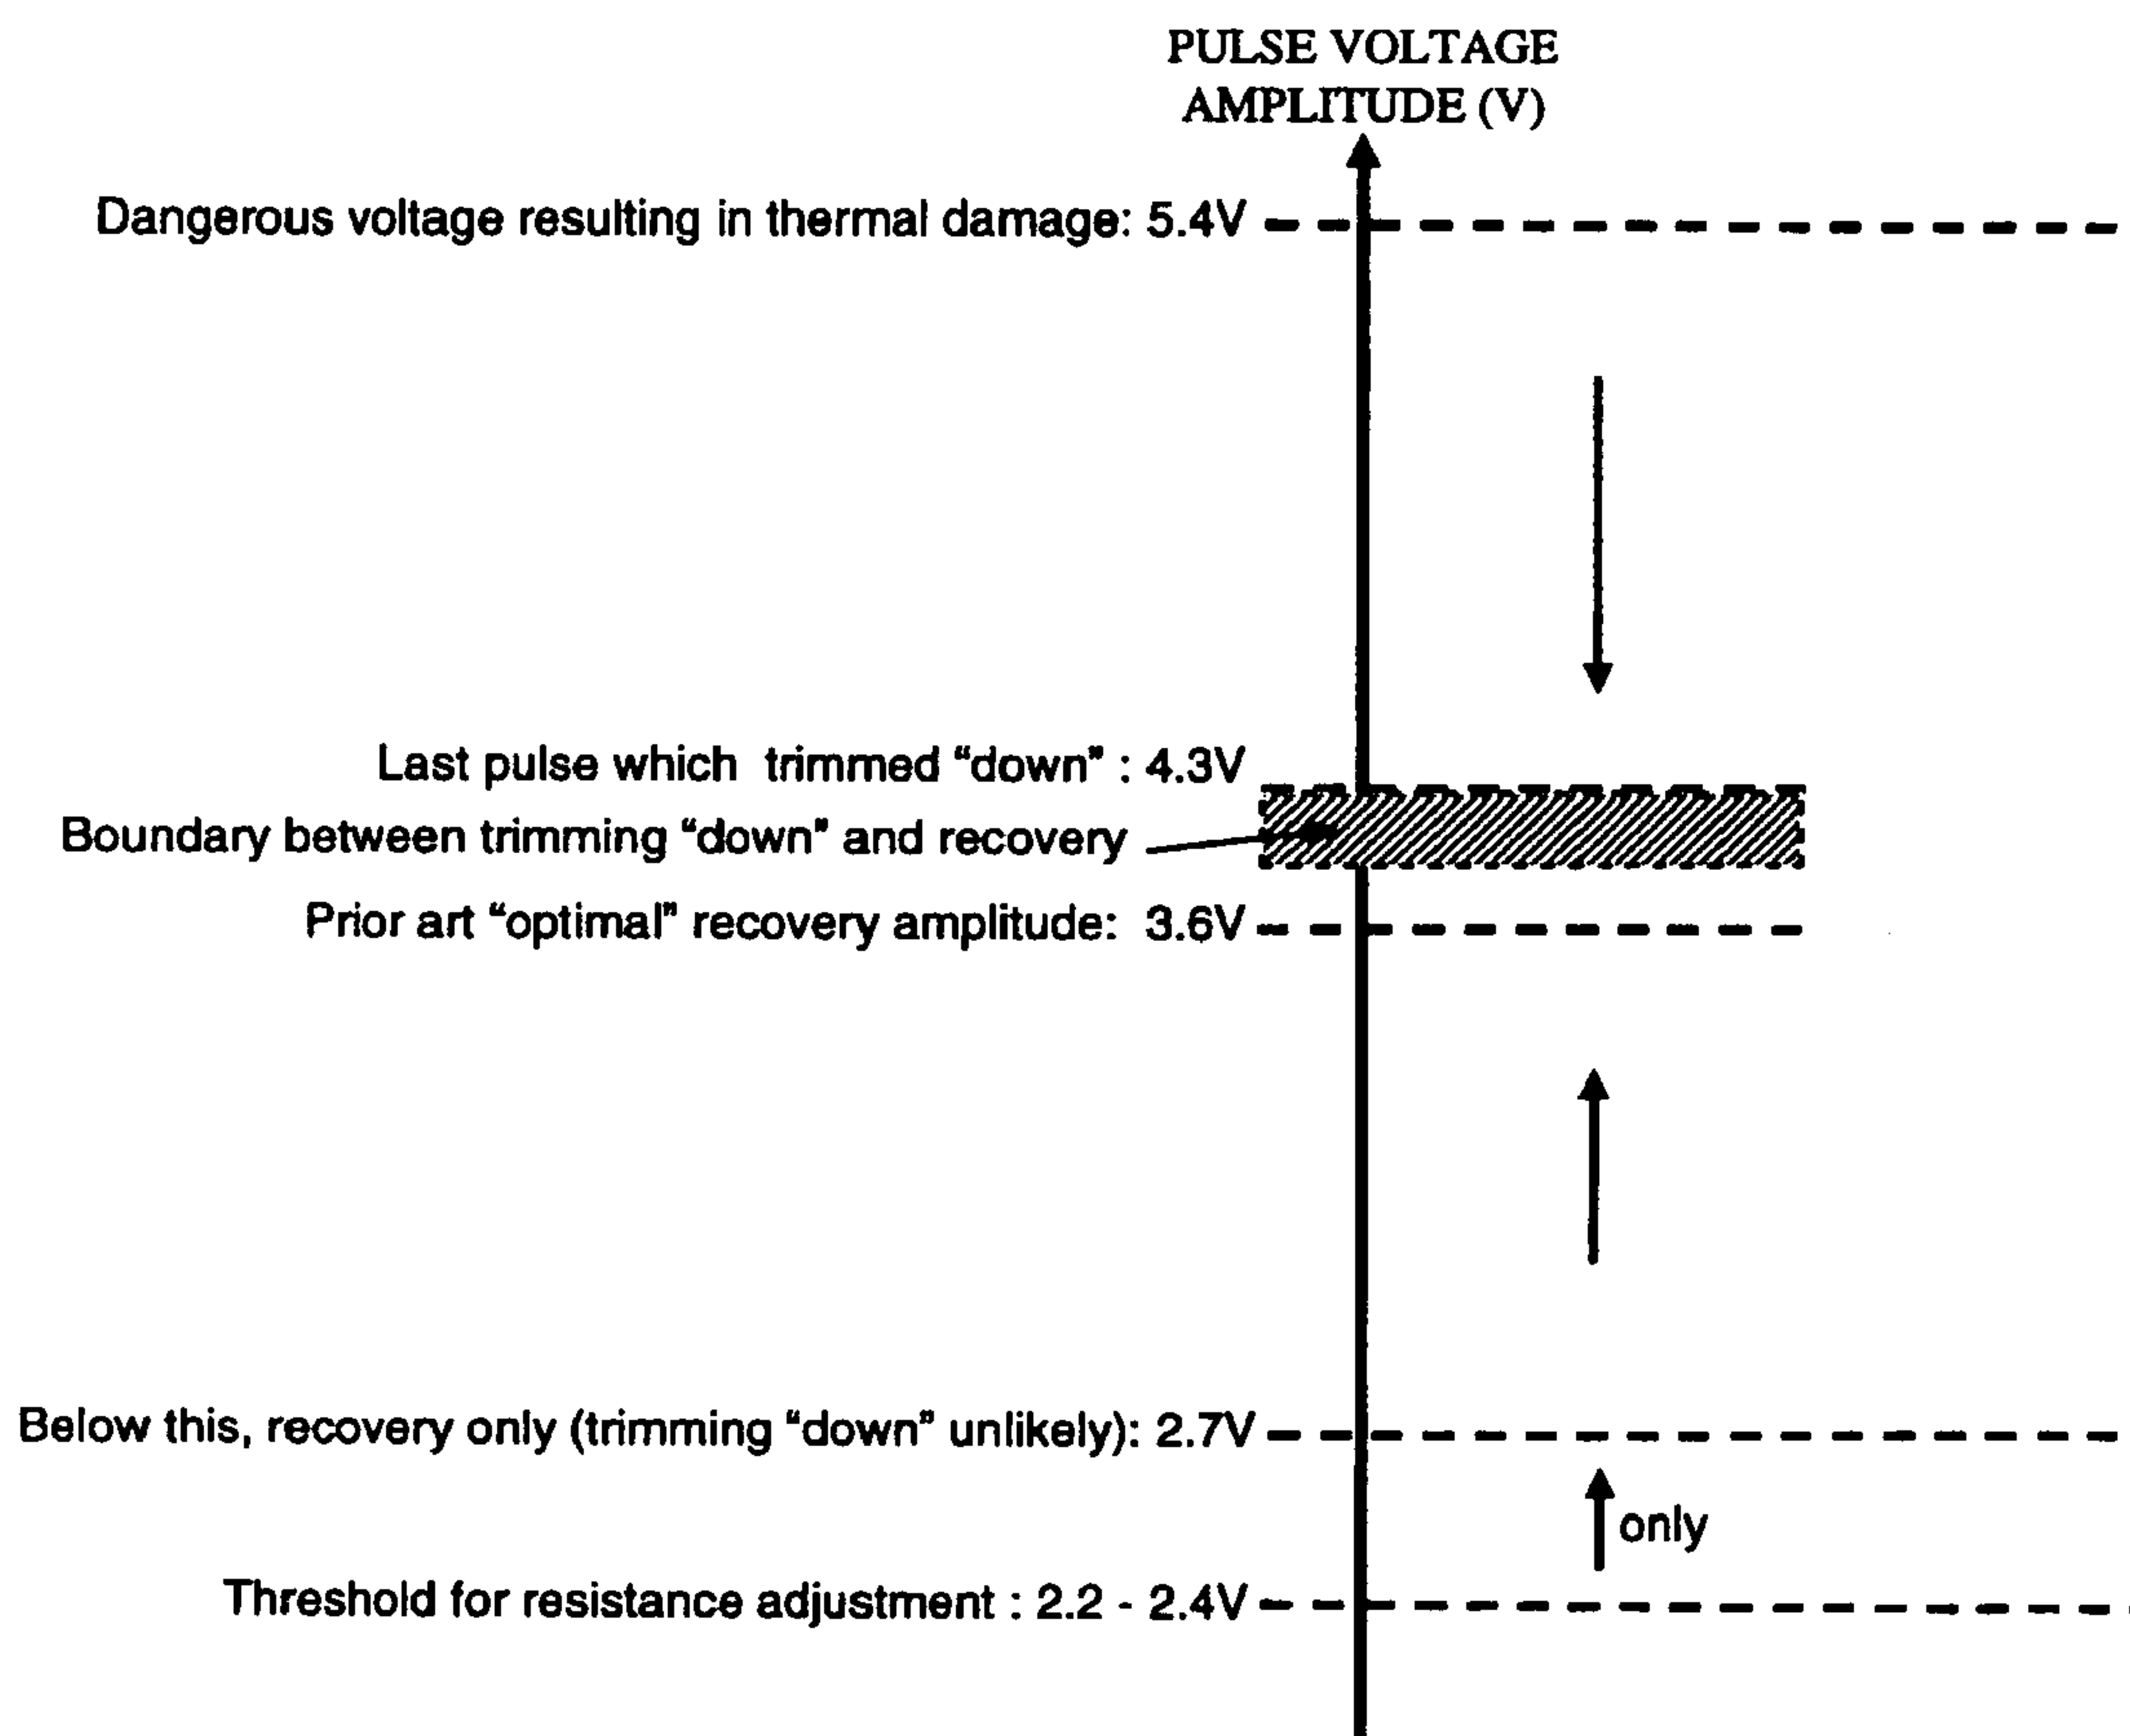 PULSE VOLTAGE
AMPLITUDE (V)
Dangerous voltage resulting in thermal damage: 5.4V
Last pulse which trimmed “down” : 4.3V
Boundary between trimming “down” and recovery
Prior art “optimal” recovery amplitude: 3.6V
Below this, recovery only (trimming “down” unlikely): 2.7V
only
Threshold for resistance adjustment : 2.2 - 2.4V